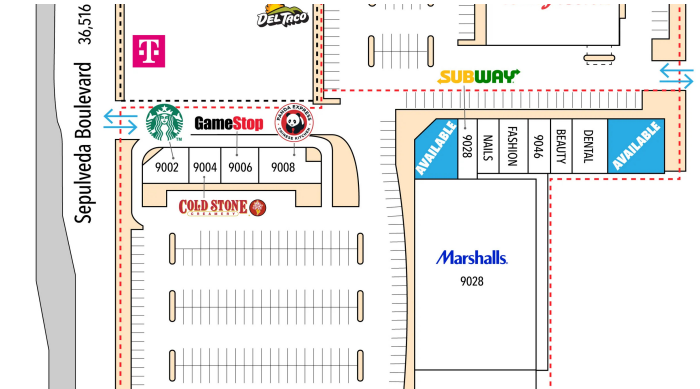 Sepulveda Boulevard 36,516
T
DEL TACO
SUBWAY
GameStop
PANDA EXPRESS
CHINESE KITCHEN
9002
9004
9006
9008
COLD STONE
CREAMERY
AVAILABLE
9028
NAILS
FASHION
9046
BEAUTY
DENTAL
AVAILABLE
Marshalls.
9028